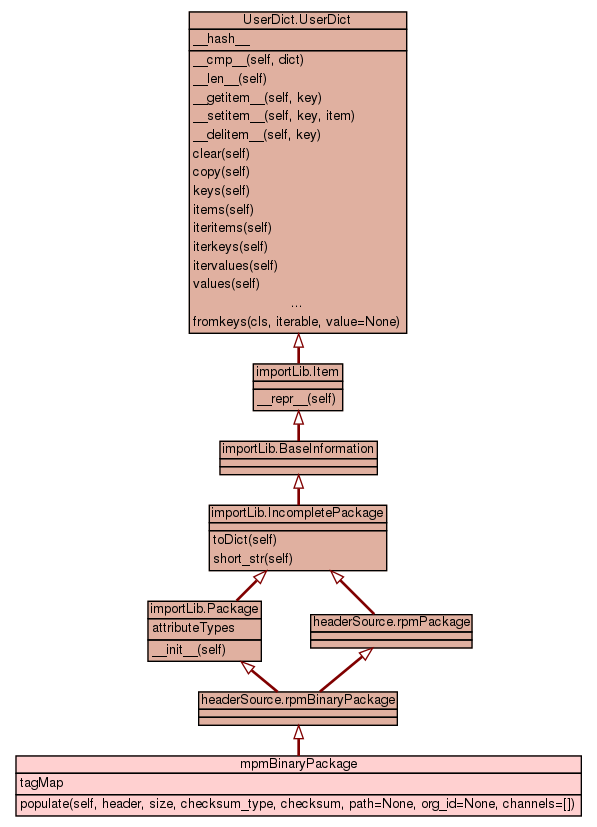 UserDict.UserDict
__hash__
__cmp__(self, dict)
__len__(self)
__getitem__(self, key)
__setitem__(self, key, item)
__delitem__(self, key)
clear(self)
copy(self)
keys(self)
items(self)
iteritems(self)
iterkeys(self)
itervalues(self)
values(self)
...
fromkeys(cls, iterable, value=None)
importLib.Item
__repr__(self)
importLib.BaseInformation
importLib.IncompletePackage
toDict(self)
short_str(self)
importLib.Package
attributeTypes
__init__(self)
headerSource.rpmPackage
headerSource.rpmBinaryPackage
mpmBinaryPackage
tagMap
populate(self, header, size, checksum_type, checksum, path=None, org_id=None, channels=[])